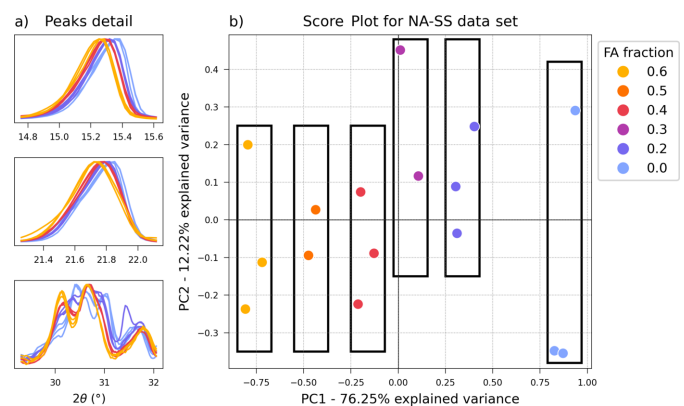 a) Peaks detail
14.8 15.0 15.2 15.4 15.6
21.4 21.6 21.8 22.0
30 31 32
2θ (°)
b) Score Plot for NA-SS data set
PC2 - 12.22% explained variance
0.4
0.3
0.2
0.1
0.0
−0.1
−0.2
−0.3
−0.75 −0.50 −0.25 0.00 0.25 0.50 0.75 1.00
PC1 - 76.25% explained variance
FA fraction
0.6
0.5
0.4
0.3
0.2
0.0